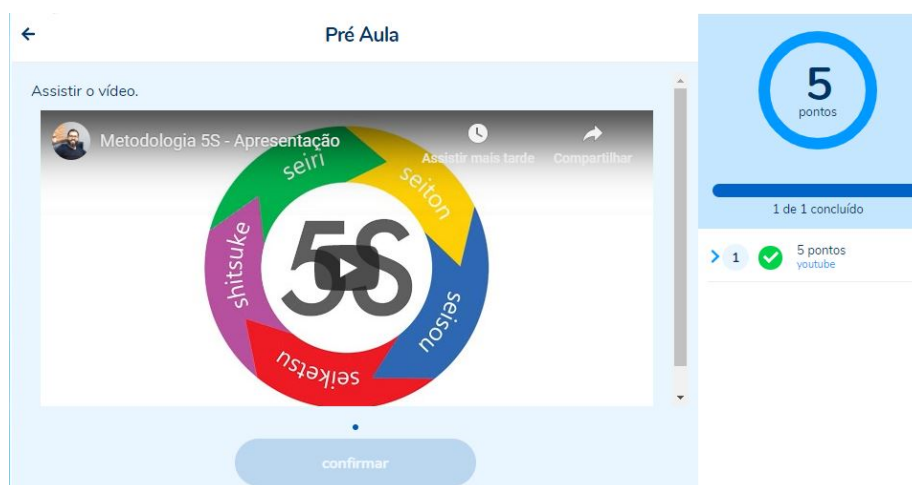 Pré Aula
Assistir o vídeo.
Metodologia 5S - Apresentação
Assistir mais tarde
Compartilhar
seiri
seiton
seisou
seiketsu
shitsuke
5S
confirmar
5
pontos
1 de 1 concluído
1
5 pontos
youtube